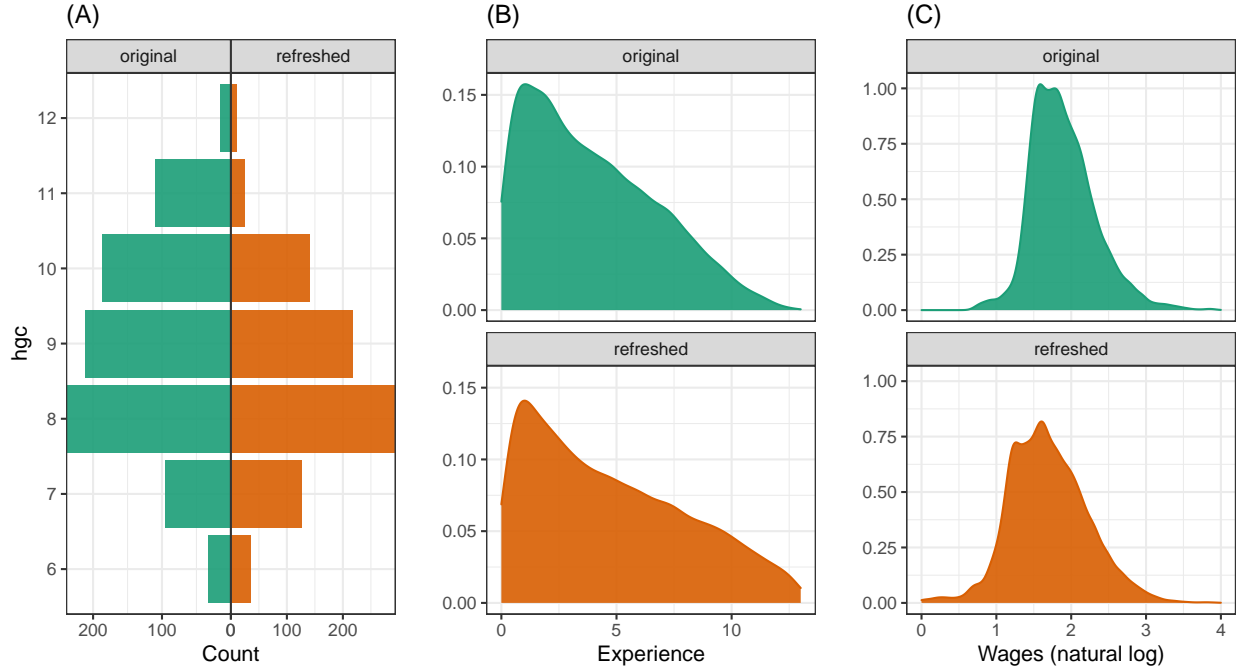 (A)
original refreshed
12
11
10
9
8
7
6
hgc
200 100 0 0 100 200
Count
(B)
original
0.15
0.10
0.05
0.00
refreshed
0.15
0.10
0.05
0.00
0 5 10
Experience
(C)
original
1.00
0.75
0.50
0.25
0.00
refreshed
1.00
0.75
0.50
0.25
0.00
0 1 2 3 4
Wages (natural log)